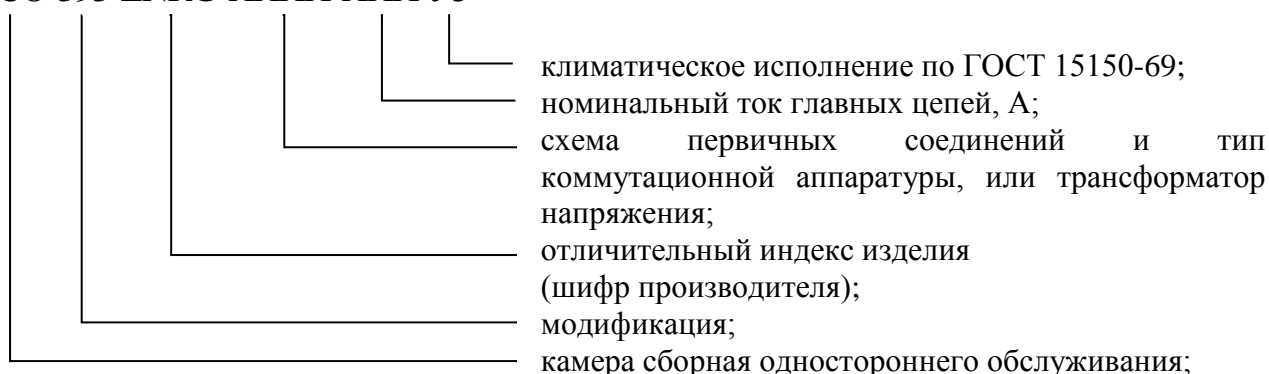 климатическое исполнение по ГОСТ 15150-69;
номинальный ток главных цепей, А;
схема первичных соединений и тип
коммутационной аппаратуры, или трансформатор
напряжения;
отличительный индекс изделия
(шифр производителя);
модификация;
камера сборная одностороннего обслуживания;